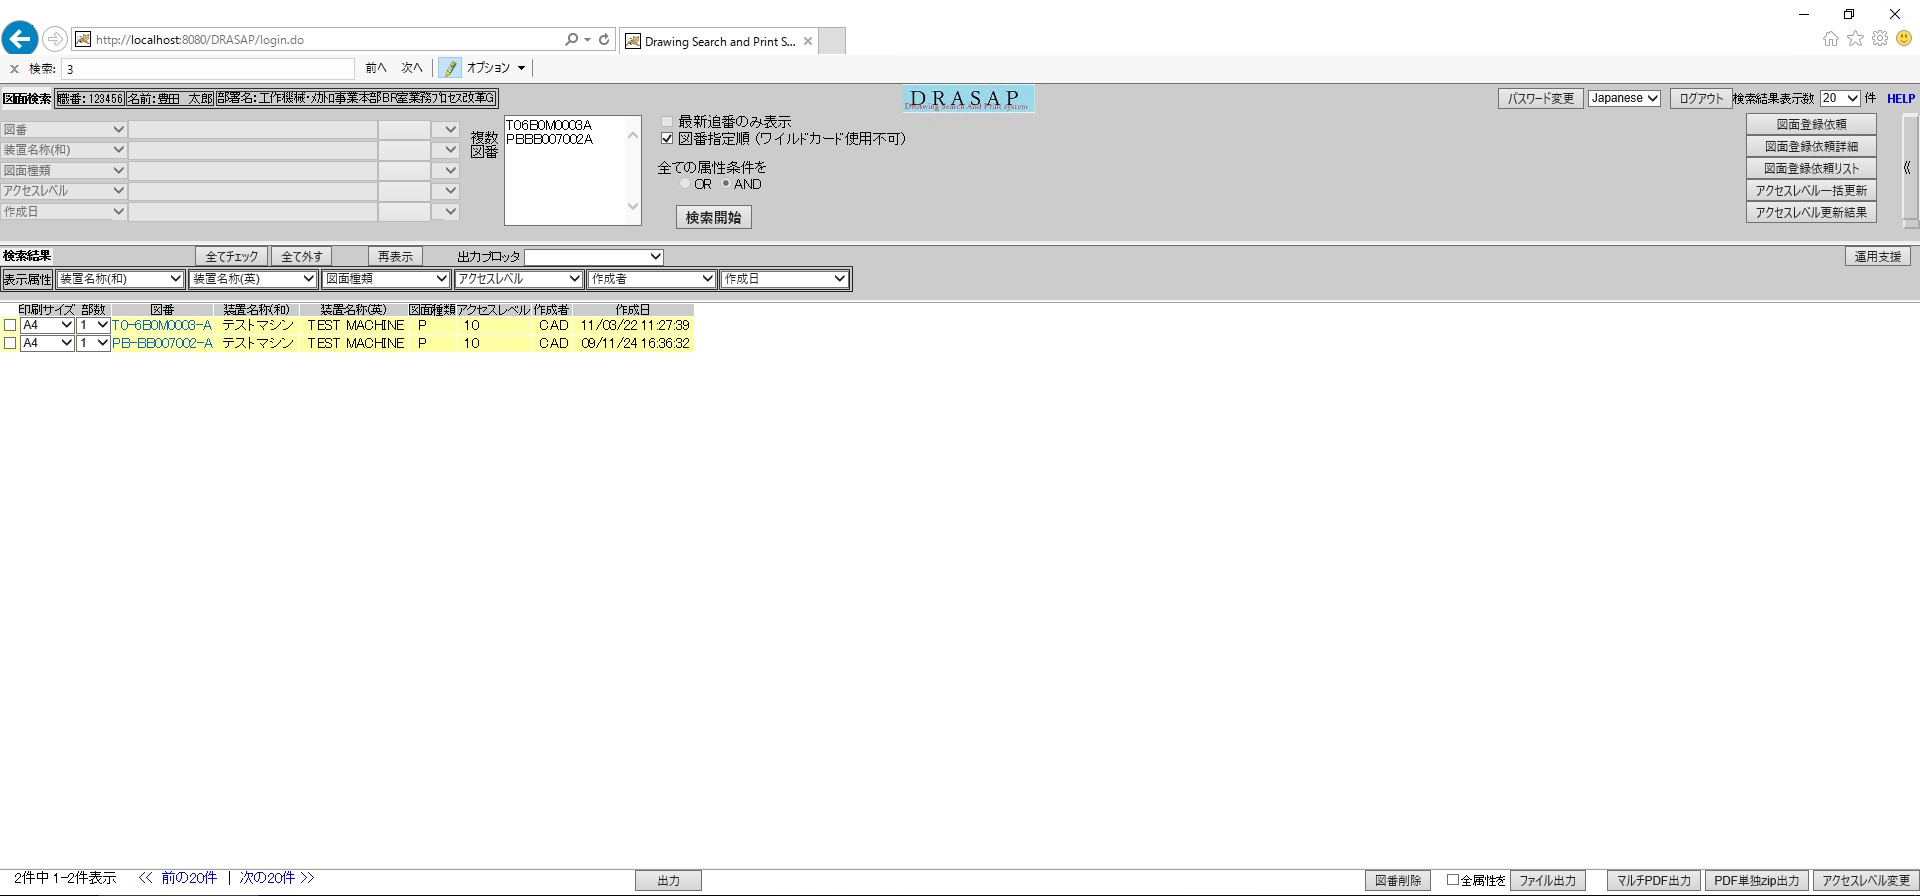 http://localhost:8080/DRASAP/login.do
Drawing Search and Print S...
x 検索: 3 前へ 次へ オプション
図面検索 職番：123456 名前：豊田　太郎 部署名：工作機械・ﾒｶﾄﾛ事業本部BR室業務ﾌﾟﾛｾｽ改革G
DRASAP
DRAwing Search And Print system
パスワード変更 Japanese ログアウト 検索結果表示数 20 件 HELP
図番
装置名称(和)
図面種類
アクセスレベル
作成日
複数
図番
T06B0M0003A
PBBB007002A
最新追番のみ表示
図番指定順（ワイルドカード使用不可）
全ての属性条件を
OR AND
検索開始
図面登録依頼
図面登録依頼詳細
図面登録依頼リスト
アクセスレベル一括更新
アクセスレベル更新結果
《
検索結果 全てチェック 全て外す 再表示 出力プロッタ 運用支援
表示属性 装置名称(和) 装置名称(英) 図面種類 アクセスレベル 作成者 作成日
印刷サイズ 部数 図番 装置名称(和) 装置名称(英) 図面種類 アクセスレベル 作成者 作成日
A4 1 T0-6B0M0003-A テストマシン TEST MACHINE P 10 CAD 11/03/22 11:27:39
A4 1 PB-BB007002-A テストマシン TEST MACHINE P 10 CAD 09/11/24 16:36:32
2件中 1-2件表示 << 前の20件 | 次の20件 >> 出力 図番削除 全属性を ファイル出力 マルチPDF出力 PDF単独zip出力 アクセスレベル変更